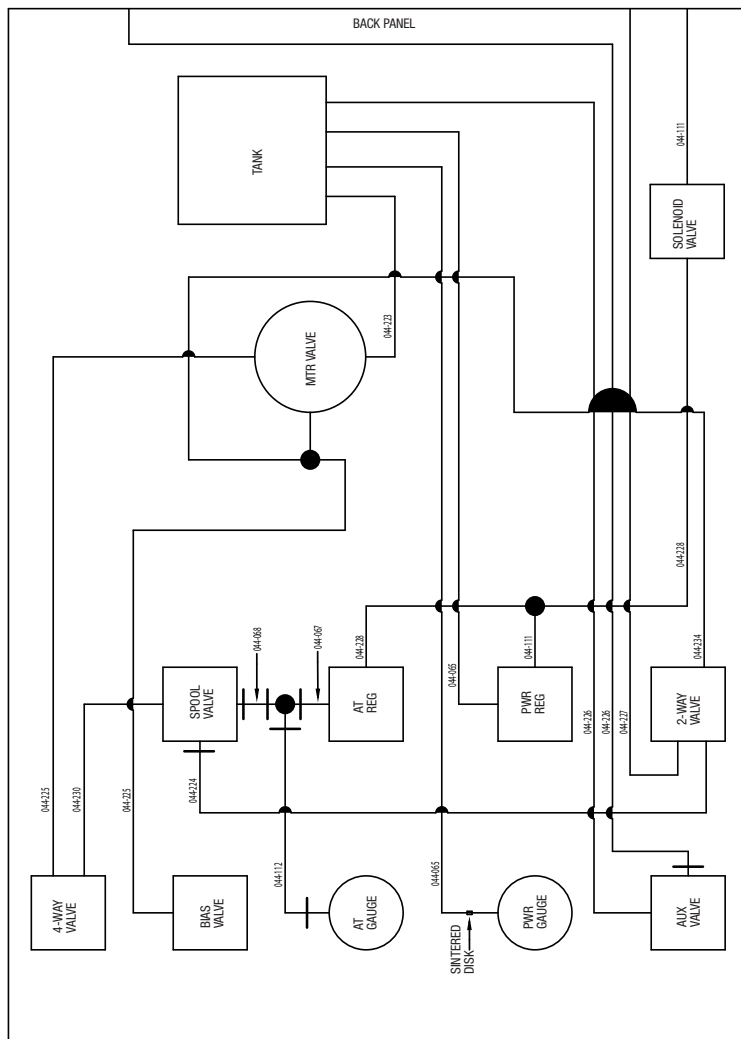 BACK PANEL
TANK
044-111
SOLENOID
VALVE
044-223
MTR VALVE
044-228
044-068
044-067
044-228
044-065
044-111
044-234
SPOOL
VALVE
AT
REG
PWR
REG
2-WAY
VALVE
044-226
044-226
044-227
044-225
044-230
044-225
044-224
044-112
044-065
4-WAY
VALVE
BIAS
VALVE
AT
GAUGE
SINTERED
DISK
PWR
GAUGE
AUX
VALVE